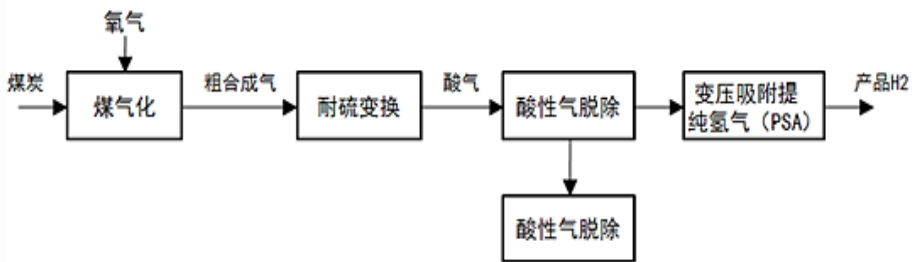 氧气
煤炭
煤气化
粗合成气
耐硫变换
酸气
酸性气脱除
变压吸附提
纯氢气（PSA）
产品H2
酸性气脱除